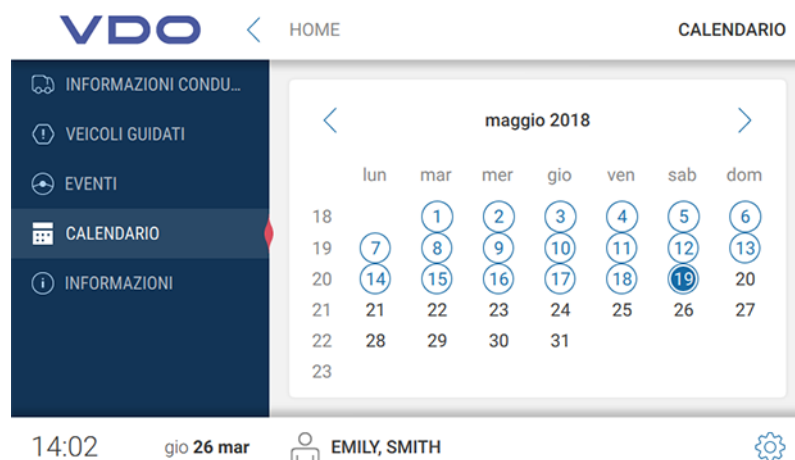 VDO HOME CALENDARIO
INFORMAZIONI CONDU...
VEICOLI GUIDATI
EVENTI
CALENDARIO
INFORMAZIONI
maggio 2018
lun mar mer gio ven sab dom
18 1 2 3 4 5 6
19 7 8 9 10 11 12 13
20 14 15 16 17 18 19 20
21 21 22 23 24 25 26 27
22 28 29 30 31
23
14:02 gio 26 mar EMILY, SMITH